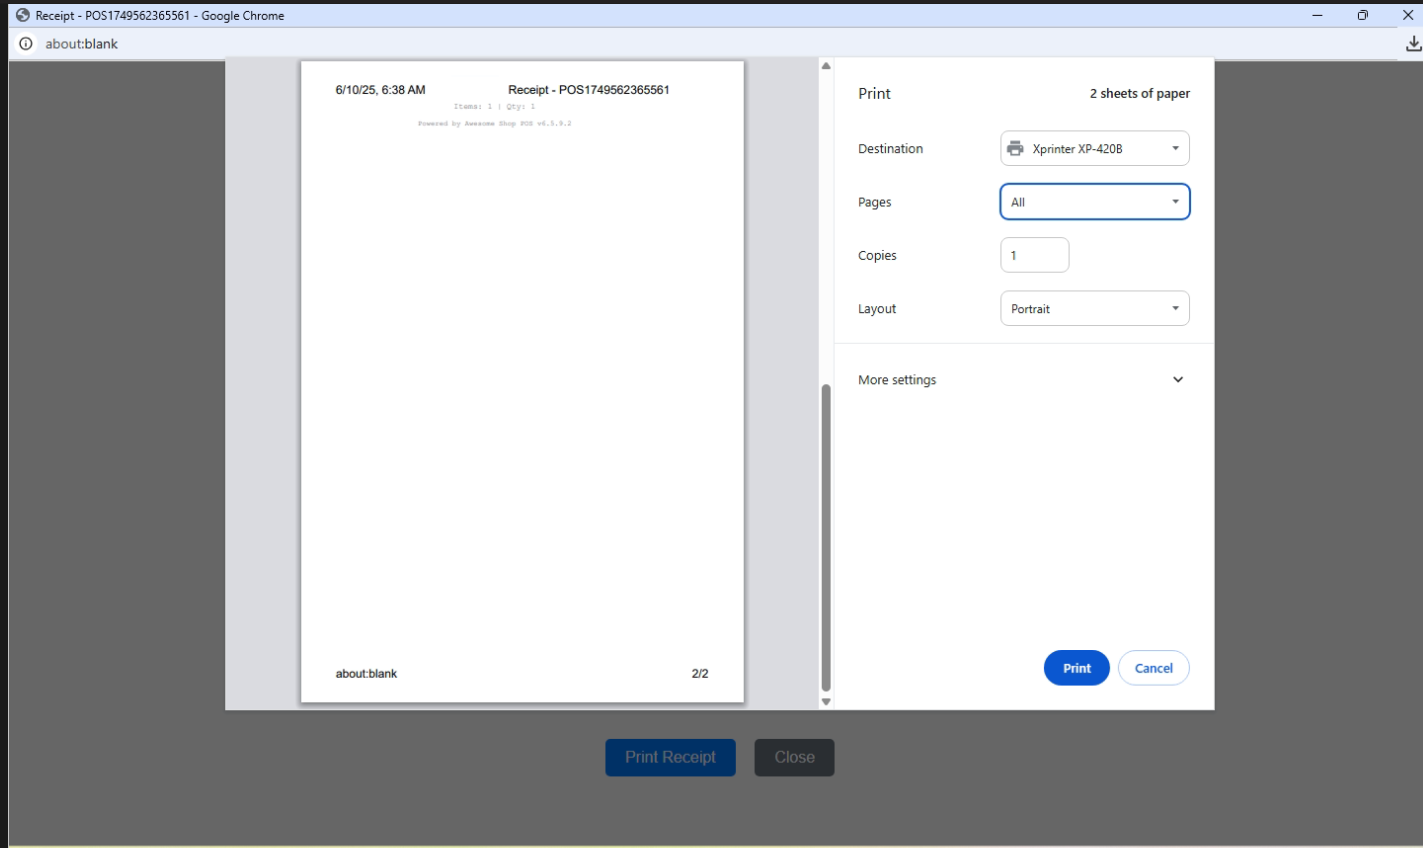 Receipt - POS1749562365561 - Google Chrome
about:blank
6/10/25, 6:38 AM Receipt - POS1749562365561
Items: 1 | Qty: 1
Powered by Awesome Shop POS v6.5.9.2
about:blank 2/2
Print 2 sheets of paper
Destination Xprinter XP-420B
Pages All
Copies 1
Layout Portrait
More settings
Print Cancel
Print Receipt Close